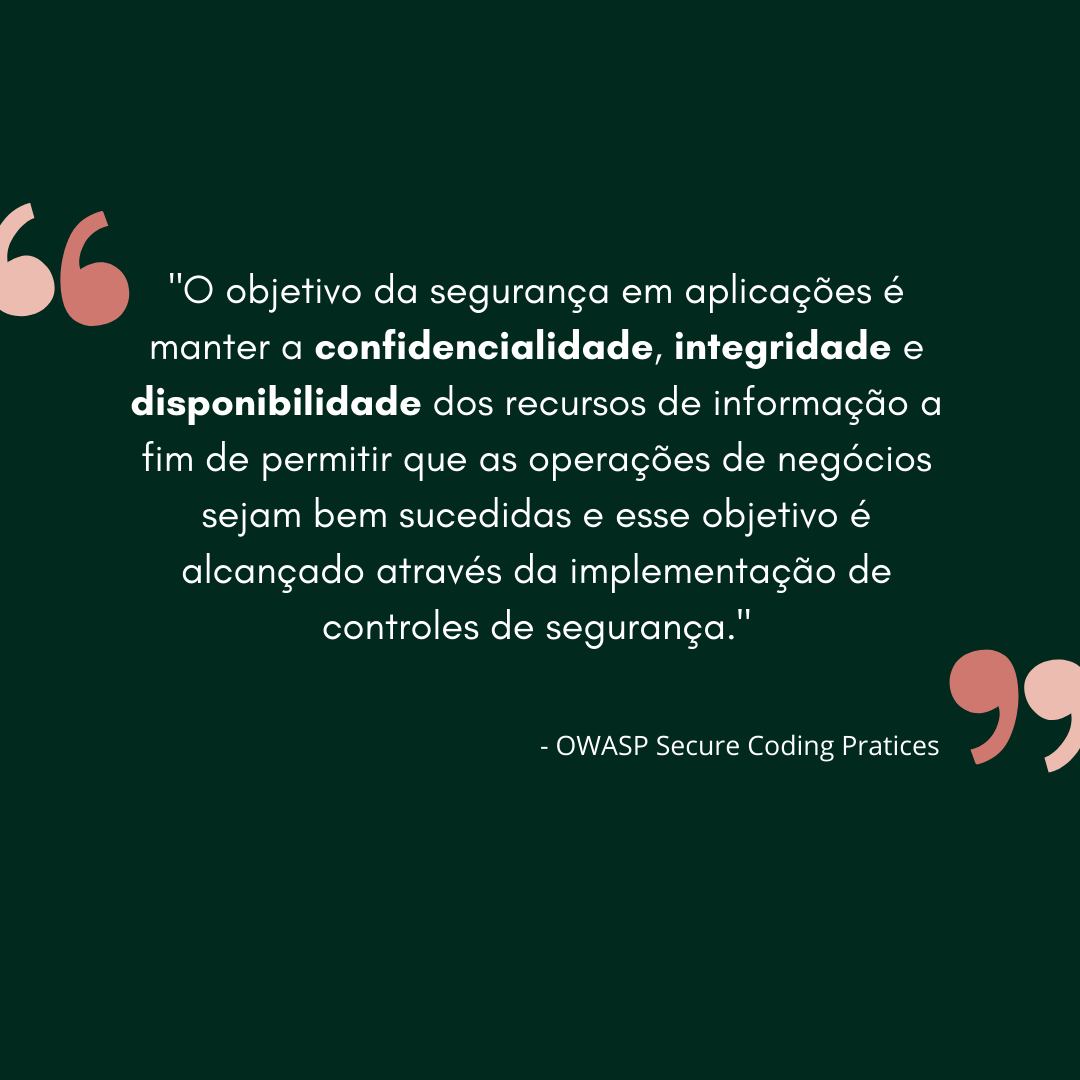 "O objetivo da segurança em aplicações é
manter a confidencialidade, integridade e
disponibilidade dos recursos de informação a
fim de permitir que as operações de negócios
sejam bem sucedidas e esse objetivo é
alcançado através da implementação de
controles de segurança."
- OWASP Secure Coding Pratices